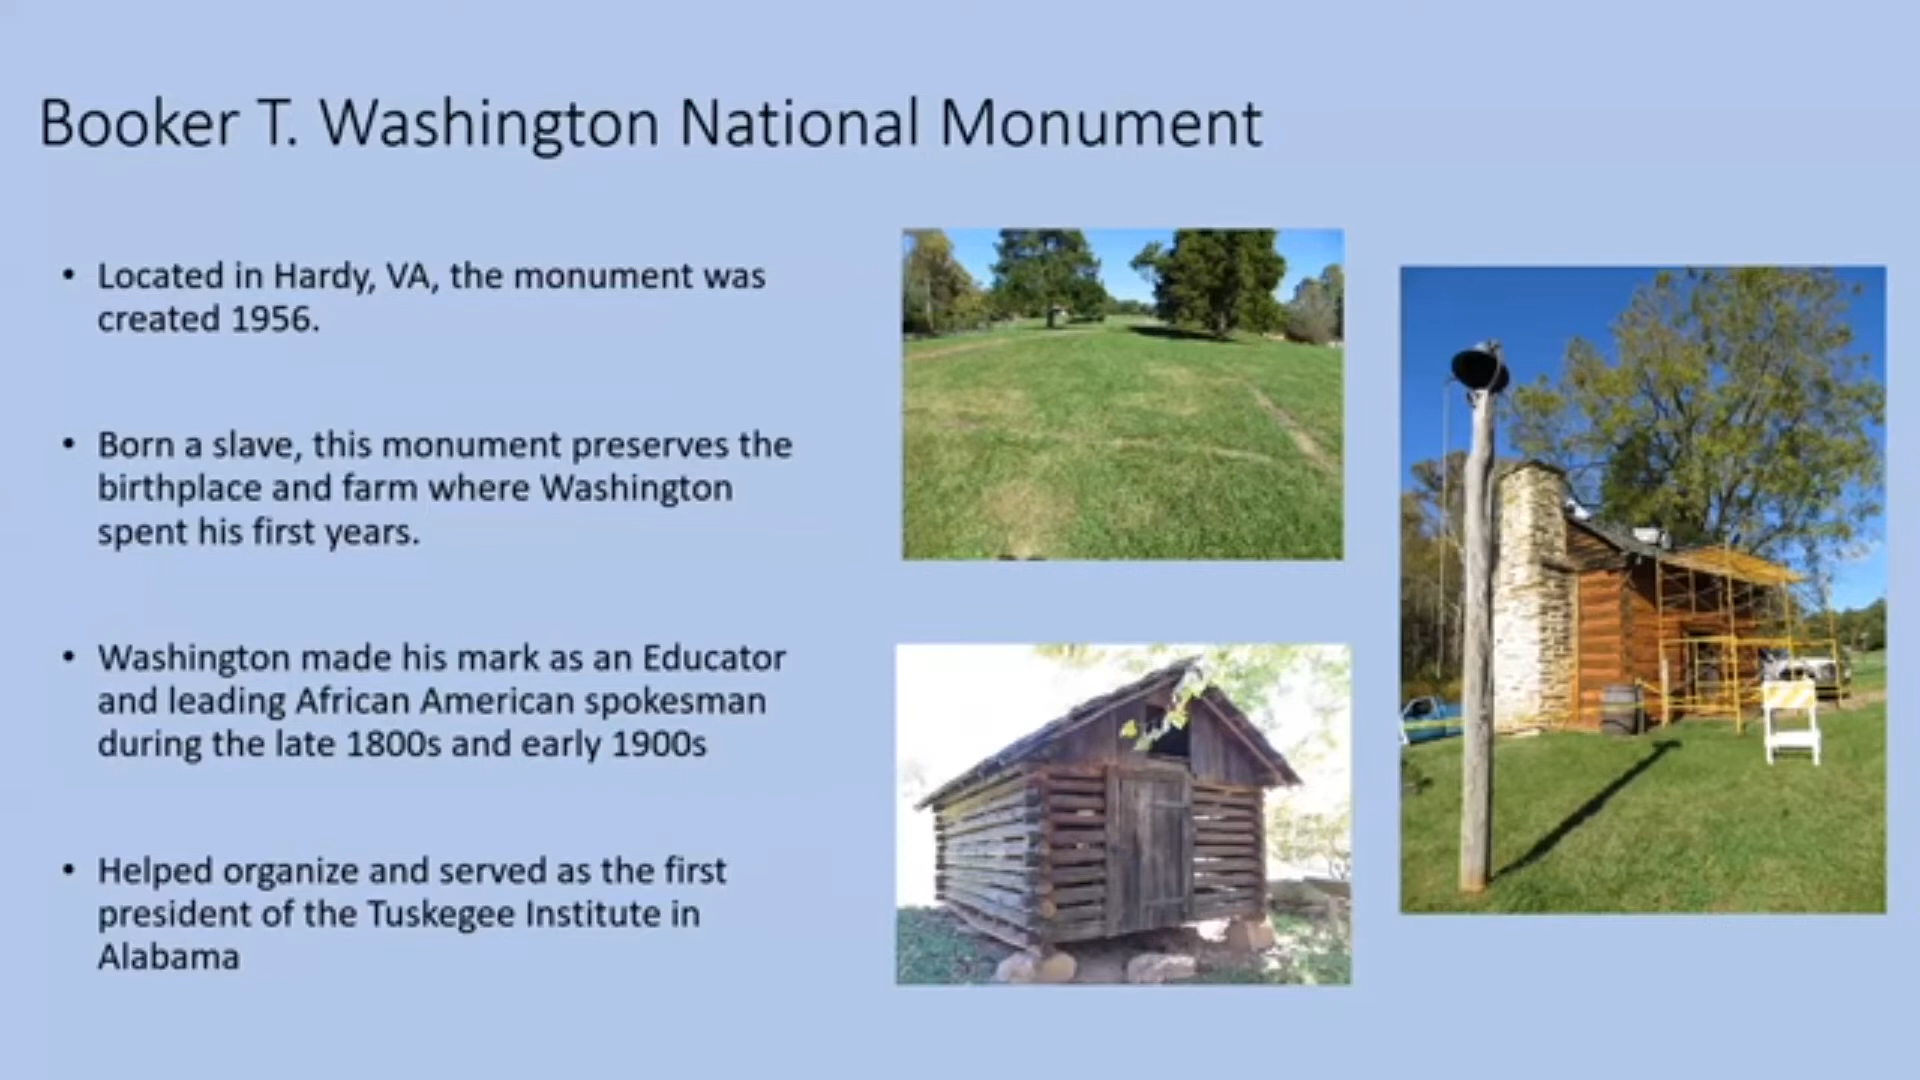 Booker T. Washington National Monument
• Located in Hardy, VA, the monument was
created 1956.
• Born a slave, this monument preserves the
birthplace and farm where Washington
spent his first years.
• Washington made his mark as an Educator
and leading African American spokesman
during the late 1800s and early 1900s
• Helped organize and served as the first
president of the Tuskegee Institute in
Alabama